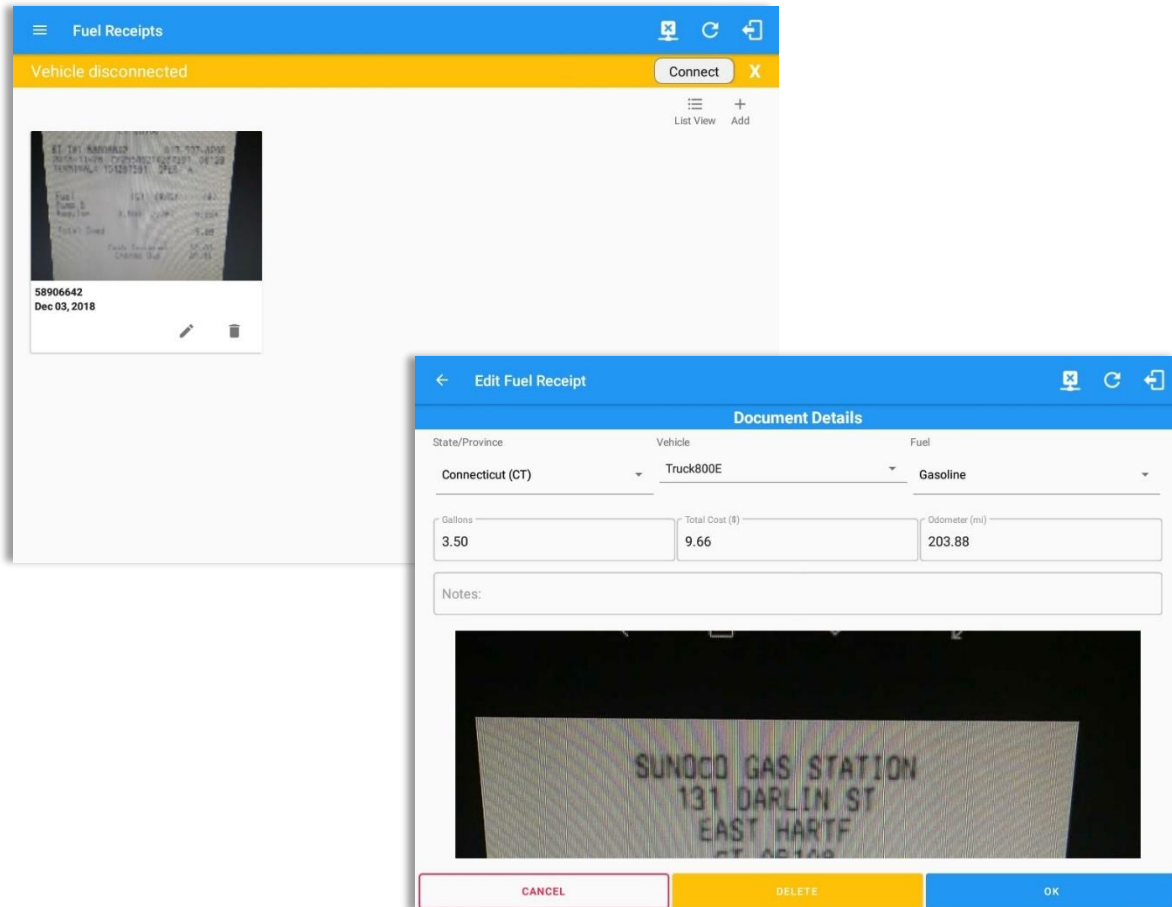 Fuel Receipts
Vehicle disconnected
Connect X
List View Add
Fuel
Total
58906642
Dec 03, 2018
Edit Fuel Receipt
Document Details
State/Province Vehicle Fuel
Connecticut (CT) Truck800E Gasoline
Gallons Total Cost ($) Odometer (mi)
3.50 9.66 203.88
Notes:
SUNOCO GAS STATION
131 DARLIN ST
EAST HARTF
CANCEL DELETE OK